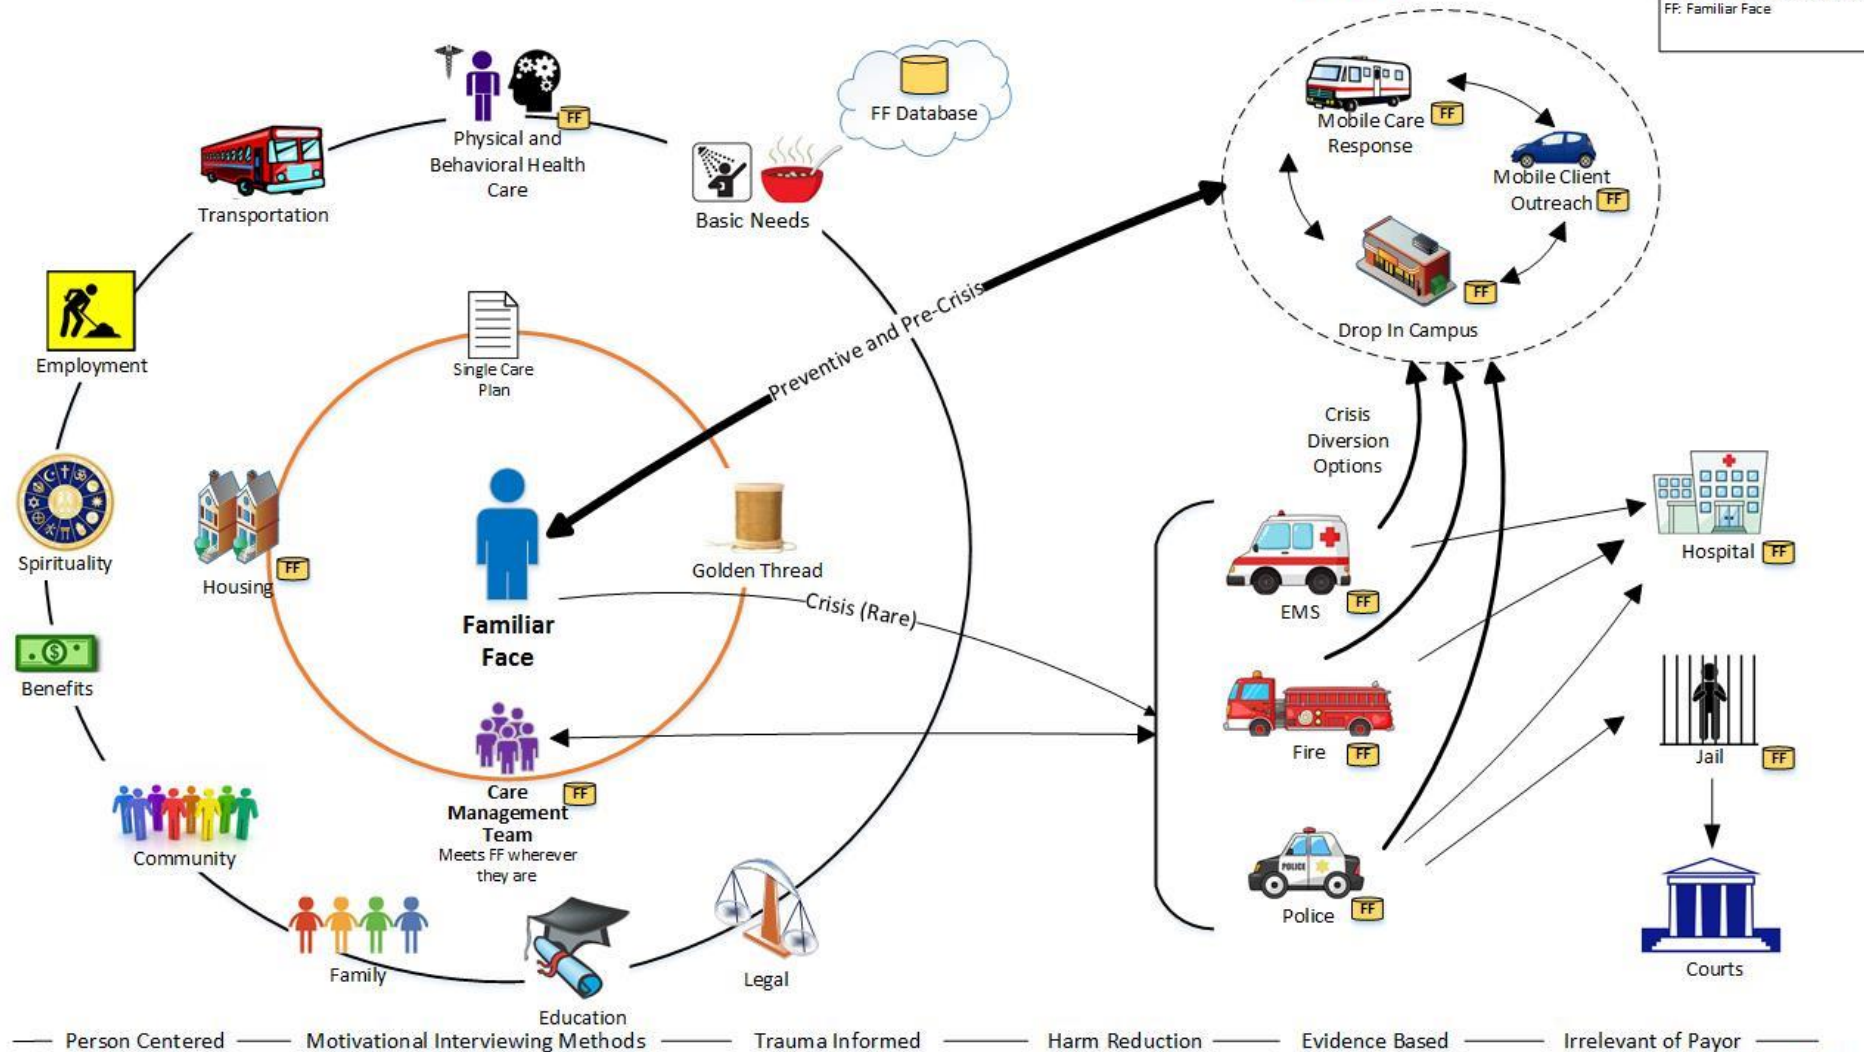 FF: Familiar Face
FF Database
FF
Physical and
Behavioral Health
Care
Transportation
Basic Needs
Mobile Care
Response
FF
Mobile Client
Outreach
FF
FF
Drop In Campus
Employment
Single Care
Plan
Preventive and Pre-Crisis
Crisis
Diversion
Options
Spirituality
Housing
FF
Golden Thread
Familiar
Face
Crisis (Rare)
EMS
FF
Hospital
FF
Benefits
Fire
FF
Jail
FF
Care
Management
Team
FF
Meets FF wherever
they are
Community
POLICE
Police
FF
Courts
Family
Legal
Education
Person Centered
Motivational Interviewing Methods
Trauma Informed
Harm Reduction
Evidence Based
Irrelevant of Payor